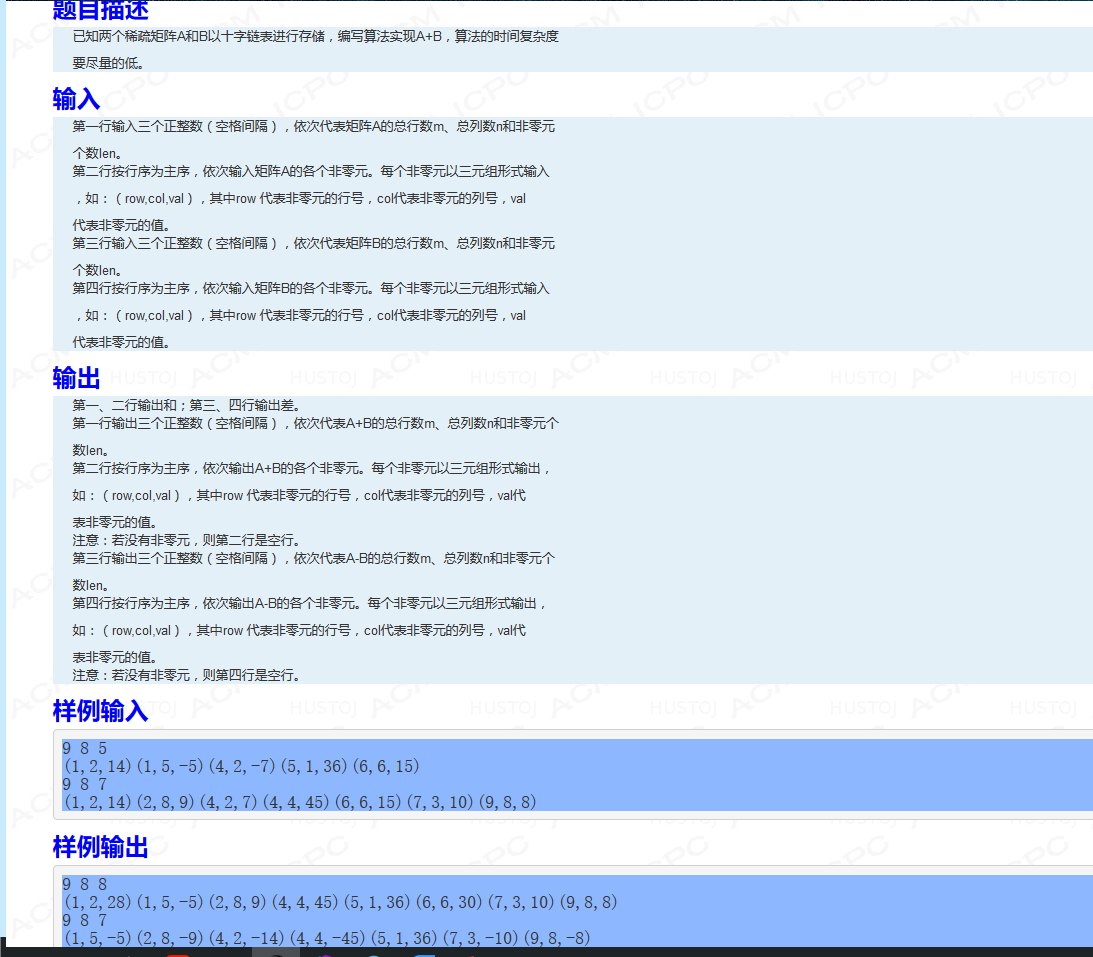 题目描述
已知两个稀疏矩阵A和B以十字链表进行存储，编写算法实现A+B，算法的时间复杂度
要尽量的低。
输入
第一行输入三个正整数（空格间隔），依次代表矩阵A的总行数m、总列数n和非零元
个数len。
第二行按行序为主序，依次输入矩阵A的各个非零元。每个非零元以三元组形式输入
，如：（row,col,val），其中row 代表非零元的行号，col代表非零元的列号，val
代表非零元的值。
第三行输入三个正整数（空格间隔），依次代表矩阵B的总行数m、总列数n和非零元
个数len。
第四行按行序为主序，依次输入矩阵B的各个非零元。每个非零元以三元组形式输入
，如：（row,col,val），其中row 代表非零元的行号，col代表非零元的列号，val
代表非零元的值。
输出
第一、二行输出和；第三、四行输出差。
第一行输出三个正整数（空格间隔），依次代表A+B的总行数m、总列数n和非零元个
数len。
第二行按行序为主序，依次输出A+B的各个非零元。每个非零元以三元组形式输出，
如：（row,col,val），其中row 代表非零元的行号，col代表非零元的列号，val代
表非零元的值。
注意：若没有非零元，则第二行是空行。
第三行输出三个正整数（空格间隔），依次代表A-B的总行数m、总列数n和非零元个
数len。
第四行按行序为主序，依次输出A-B的各个非零元。每个非零元以三元组形式输出，
如：（row,col,val），其中row 代表非零元的行号，col代表非零元的列号，val代
表非零元的值。
注意：若没有非零元，则第四行是空行。
样例输入
9 8 5
(1,2,14)(1,5,-5)(4,2,-7)(5,1,36)(6,6,15)
9 8 7
(1,2,14)(2,8,9)(4,2,7)(4,4,45)(6,6,15)(7,3,10)(9,8,8)
样例输出
9 8 8
(1,2,28)(1,5,-5)(2,8,9)(4,4,45)(5,1,36)(6,6,30)(7,3,10)(9,8,8)
9 8 7
(1,5,-5)(2,8,-9)(4,2,-14)(4,4,-45)(5,1,36)(7,3,-10)(9,8,-8)